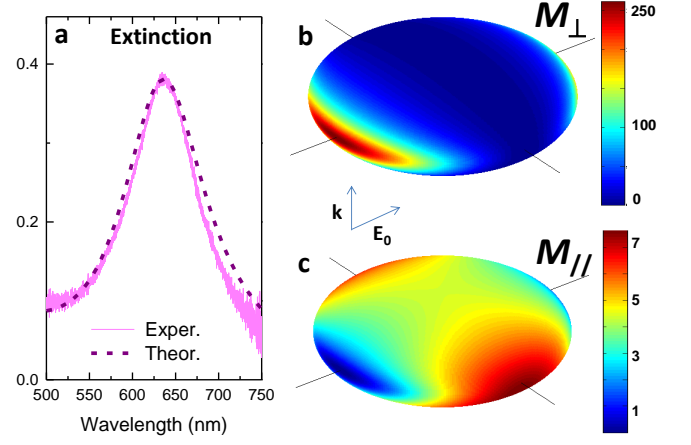 a
Extinction
0.4
0.2
0.0
Exper.
Theor.
500 550 600 650 700 750
Wavelength (nm)
b
M⊥
250
100
0
k
E₀
c
M//
7
5
3
1